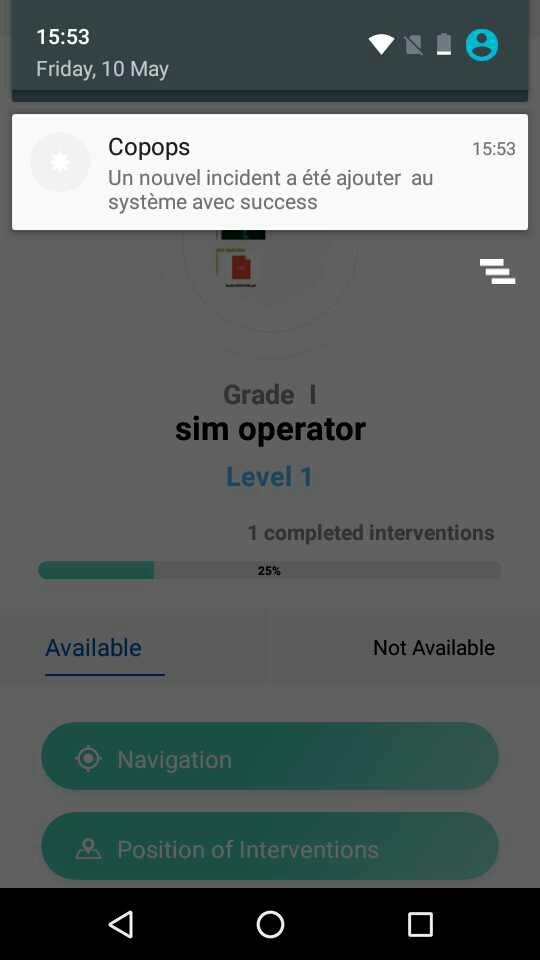 15:53
Friday, 10 May
Copops
15:53
Un nouvel incident a été ajouter  au
système avec success
Grade  I
sim operator
Level 1
1 completed interventions
25%
Available
Not Available
Navigation
Position of Interventions